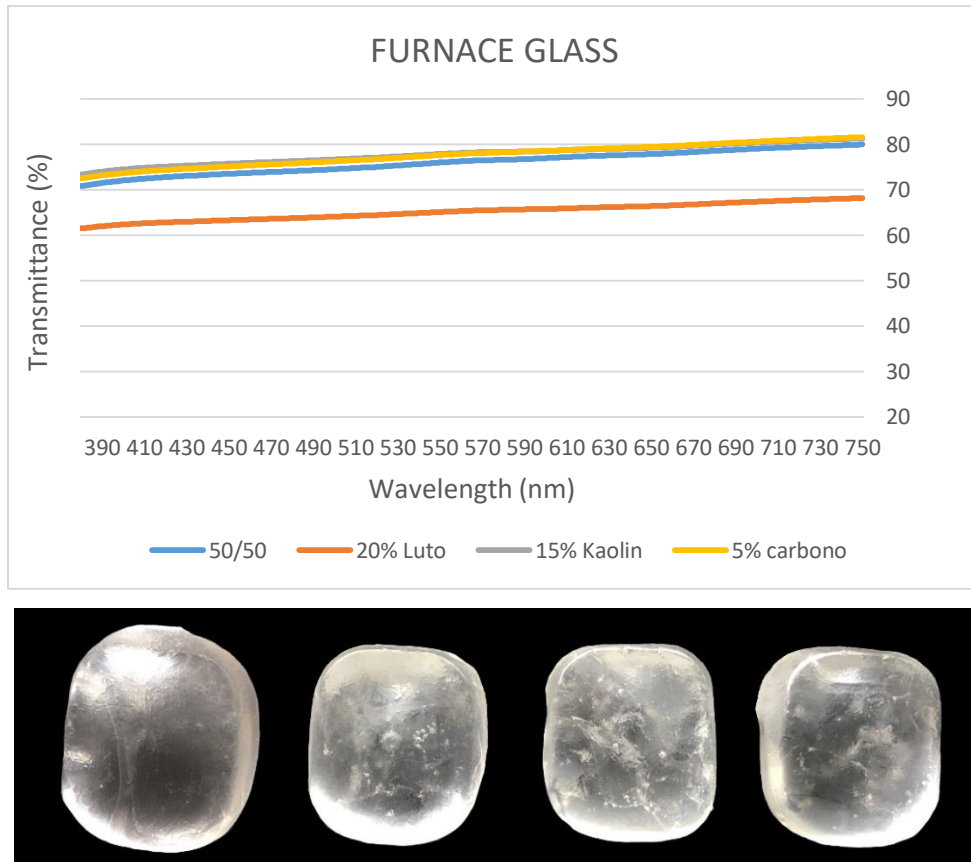 FURNACE GLASS
Transmittance (%)
90
80
70
60
50
40
30
20
390 410 430 450 470 490 510 530 550 570 590 610 630 650 670 690 710 730 750
Wavelength (nm)
50/50 20% Luto 15% Kaolin 5% carbono